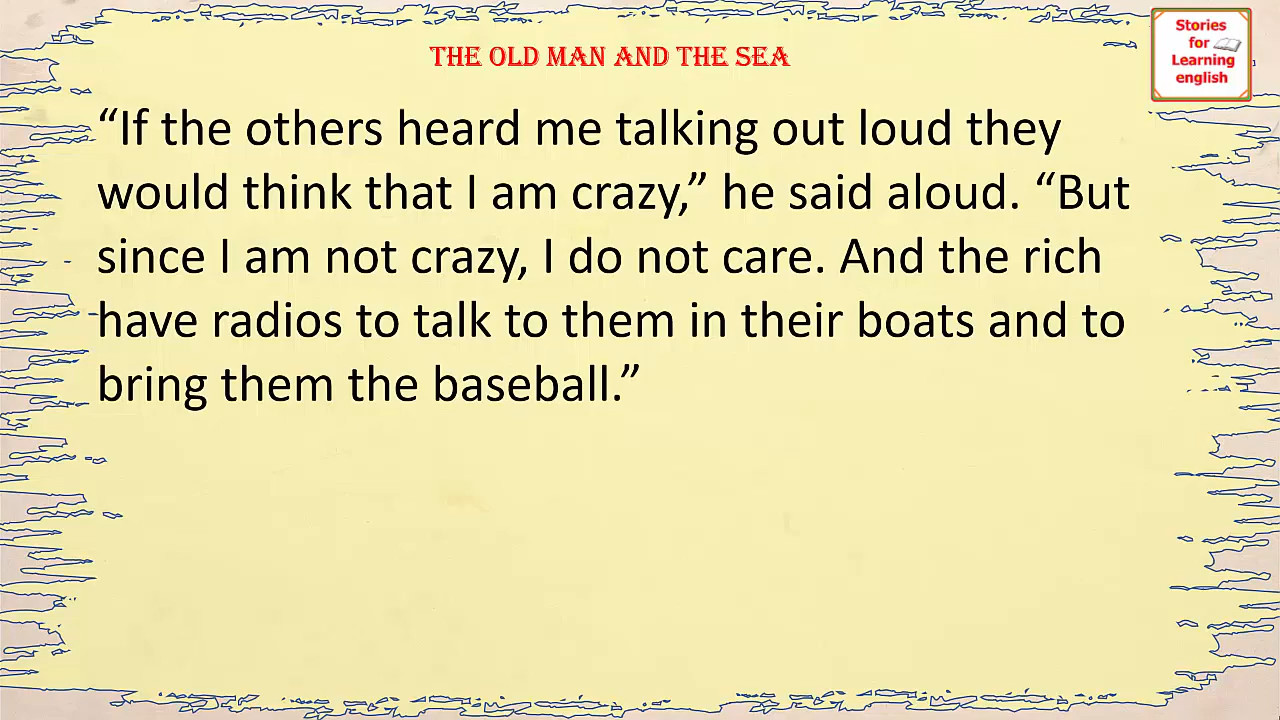 THE OLD MAN AND THE SEA
Stories
for
Learning
english
“If the others heard me talking out loud they
would think that I am crazy,” he said aloud. “But
since I am not crazy, I do not care. And the rich
have radios to talk to them in their boats and to
bring them the baseball.”